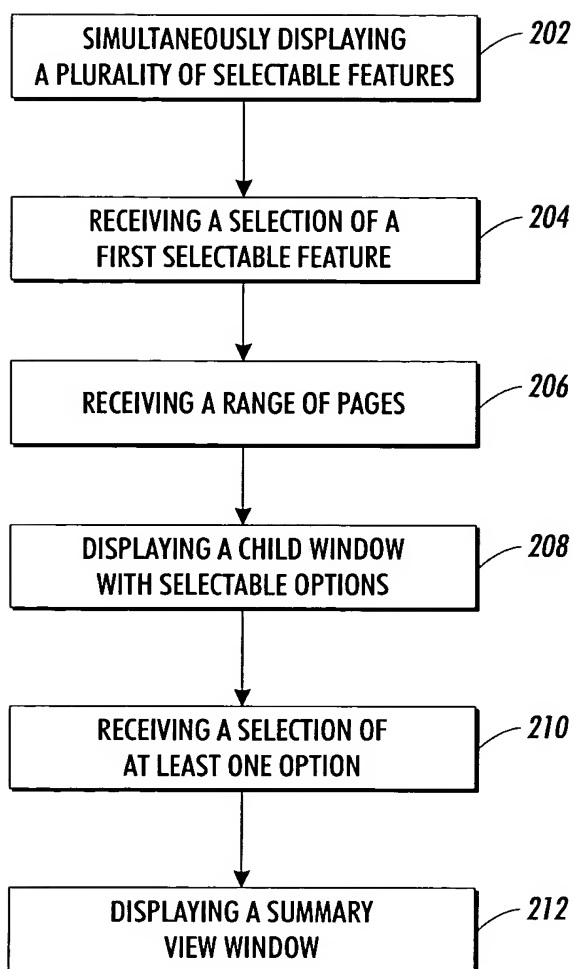 SIMULTANEOUSLY DISPLAYING
A PLURALITY OF SELECTABLE FEATURES
202
RECEIVING A SELECTION OF A
FIRST SELECTABLE FEATURE
204
RECEIVING A RANGE OF PAGES
206
DISPLAYING A CHILD WINDOW
WITH SELECTABLE OPTIONS
208
RECEIVING A SELECTION OF
AT LEAST ONE OPTION
210
DISPLAYING A SUMMARY
VIEW WINDOW
212